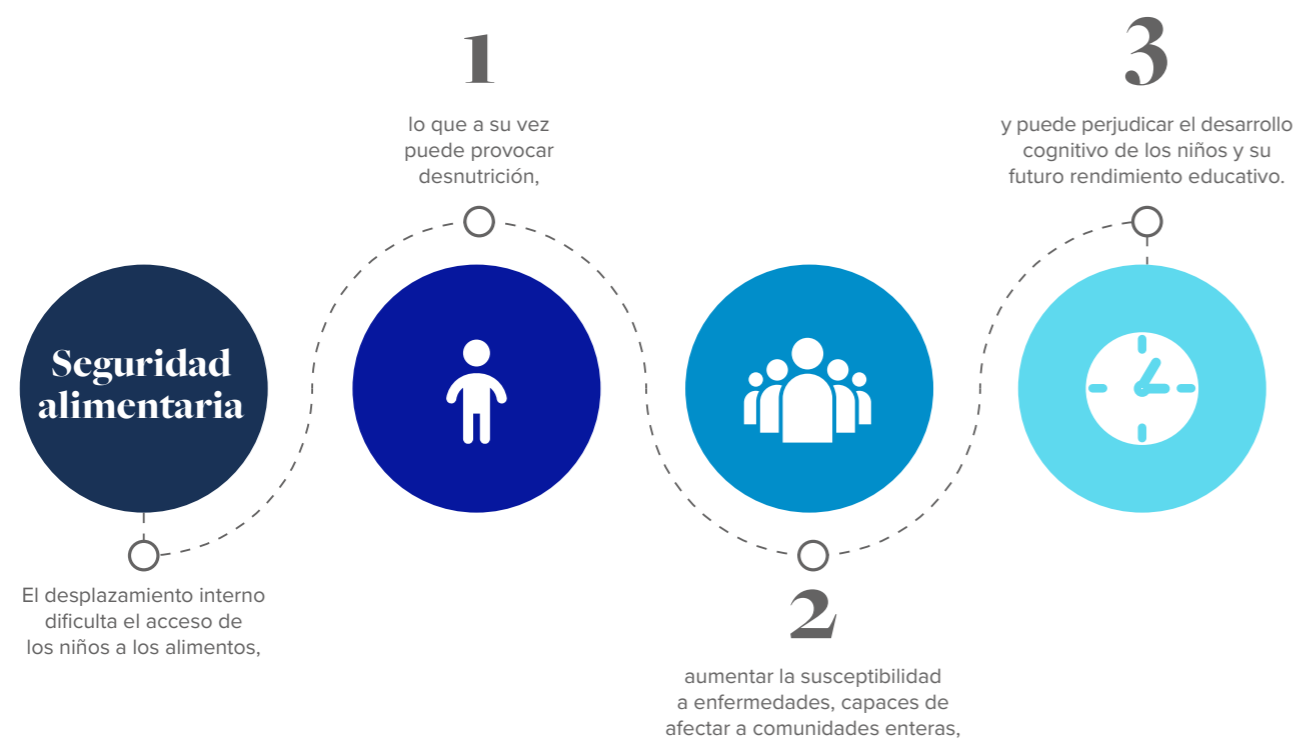 Seguridad
alimentaria
El desplazamiento interno
dificulta el acceso de
los niños a los alimentos,
1
lo que a su vez
puede provocar
desnutrición,
2
aumentar la susceptibilidad
a enfermedades, capaces de
afectar a comunidades enteras,
3
y puede perjudicar el desarrollo
cognitivo de los niños y su
futuro rendimiento educativo.